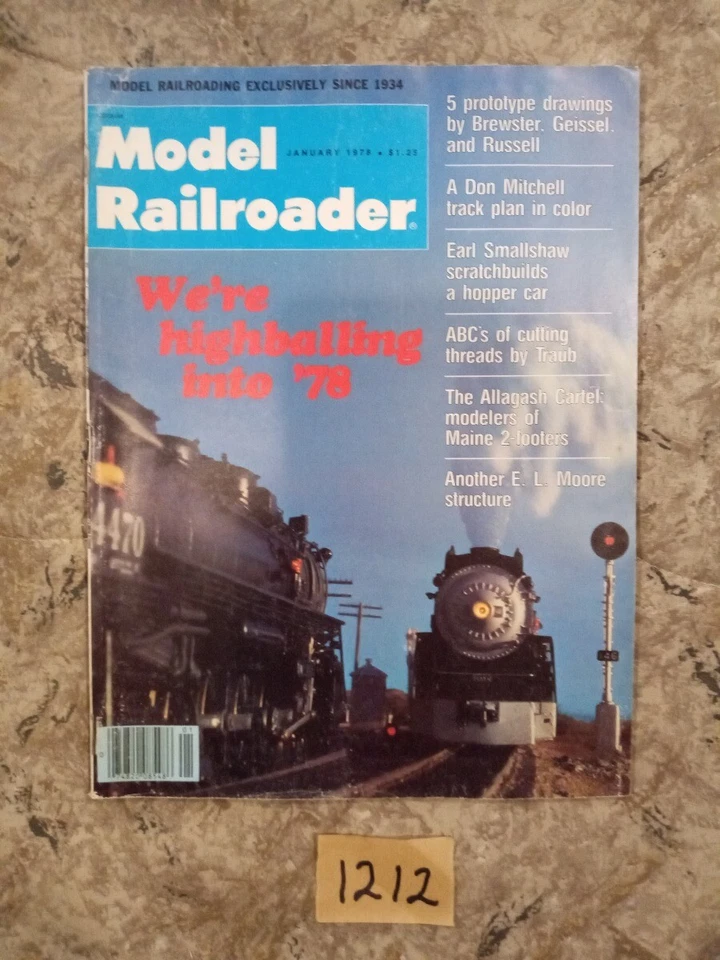 MODEL RAILROADING EXCLUSIVELY SINCE 1934
Model
JANUARY 1978 • $1.25
Railroader®
We're
highballing
into '78
5 prototype drawings
by Brewster, Geissel,
and Russell
A Don Mitchell
track plan in color
Earl Smallshaw
scratchbuilds
a hopper car
ABC's of cutting
threads by Traub
The Allagash Cartel:
modelers of
Maine 2-footers
Another E. L. Moore
structure
4470
01
1212